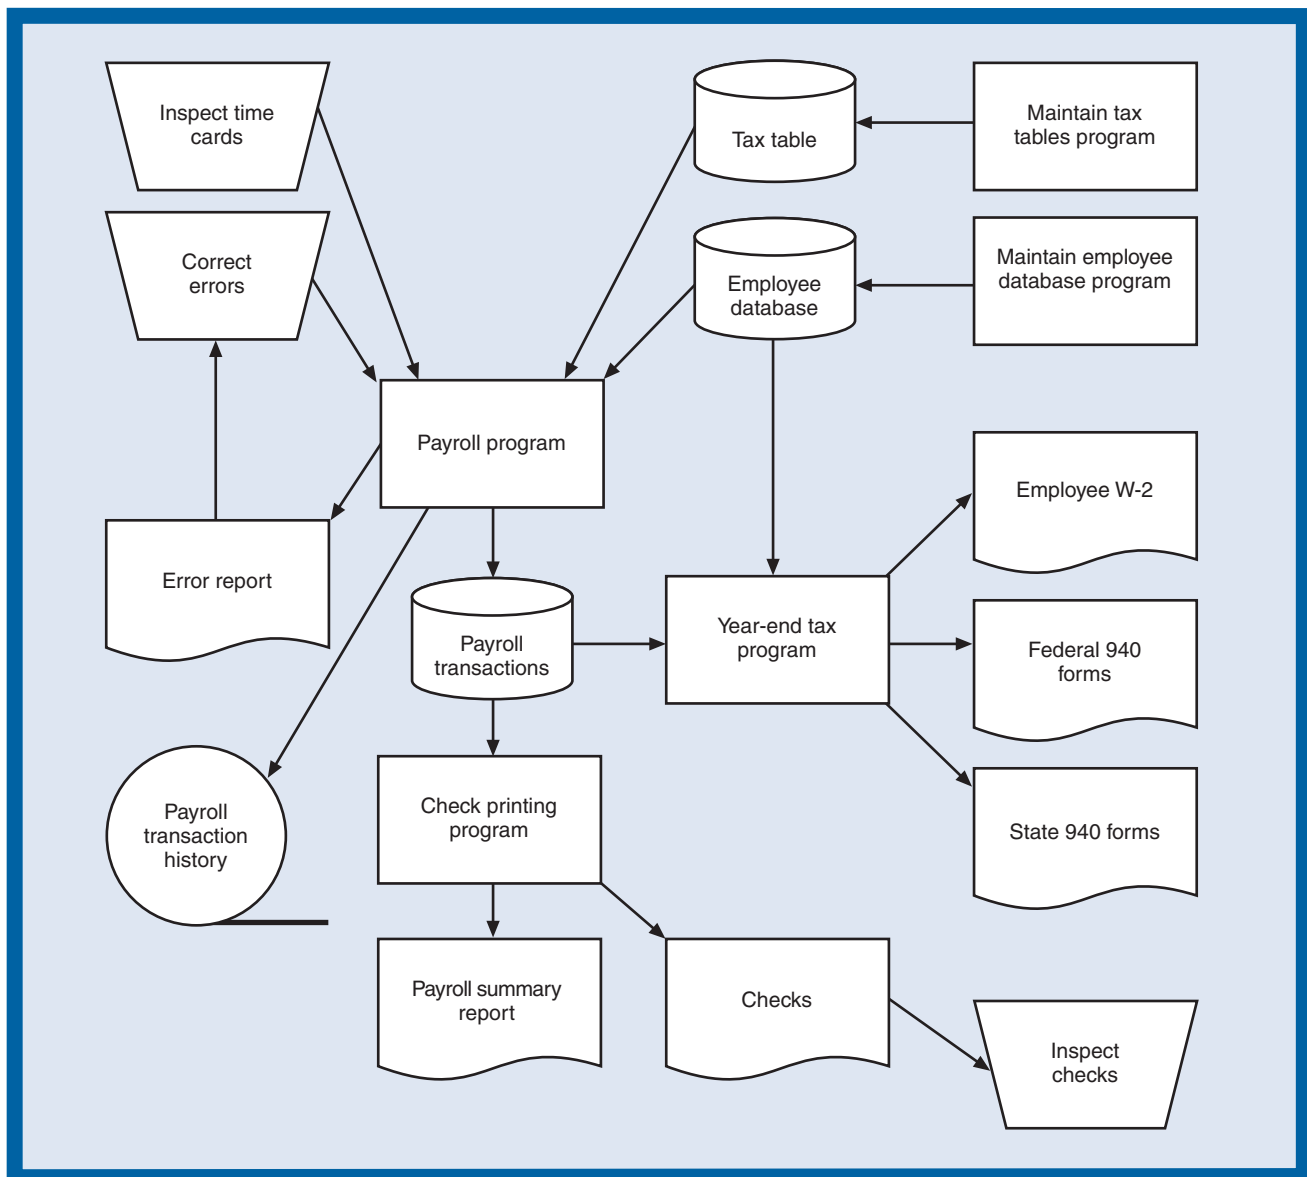 Inspect time
cards
Tax table
Maintain tax
tables program
Correct
errors
Employee
database
Maintain employee
database program
Payroll program
Employee W-2
Error report
Payroll
transactions
Year-end tax
program
Federal 940
forms
Payroll
transaction
history
Check printing
program
State 940 forms
Payroll summary
report
Checks
Inspect
checks